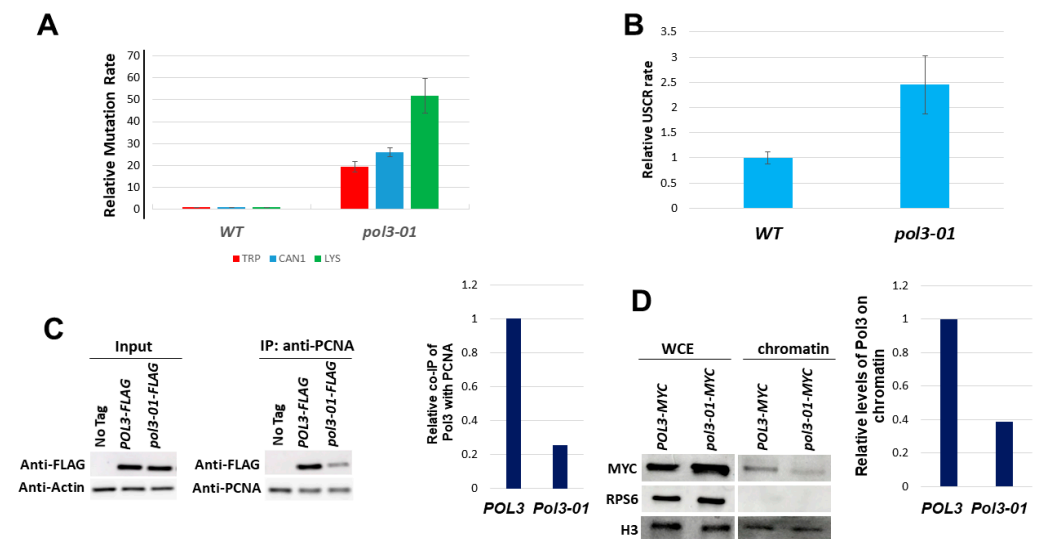 A
Relative Mutation Rate
70
60
50
40
30
20
10
0
WT
pol3-01
TRP CAN1 LYS
B
Relative USCR rate
3.5
3
2.5
2
1.5
1
0.5
0
WT
pol3-01
C
Input
IP: anti-PCNA
No Tag
POL3-FLAG
pol3-01-FLAG
No Tag
POL3-FLAG
pol3-01-FLAG
Anti-FLAG
Anti-Actin
Anti-FLAG
Anti-PCNA
Relative co-IP of
Pol3 with PCNA
1.2
1
0.8
0.6
0.4
0.2
0
POL3 Pol3-01
D
WCE
chromatin
POL3-MYC
pol3-01-MYC
POL3-MYC
pol3-01-MYC
MYC
RPS6
H3
Relative levels of Pol3 on
chromatin
1.2
1
0.8
0.6
0.4
0.2
0
POL3 Pol3-01